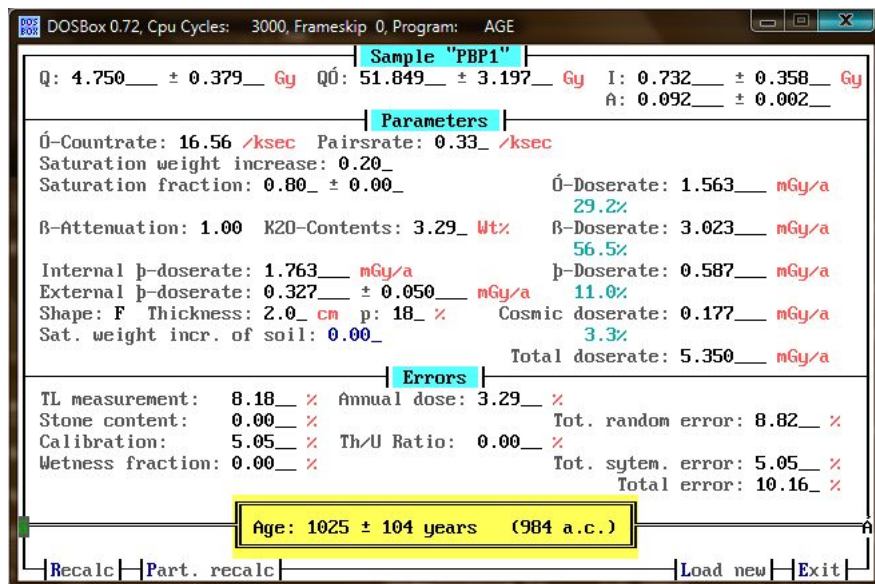 DOSBox 0.72, Cpu Cycles: 3000, Frameskip 0, Program: AGE
Sample "PBP1"
Q: 4.750___ ± 0.379__ Gy QÓ: 51.849__ ± 3.197__ Gy I: 0.732___ ± 0.358__ Gy
A: 0.092___ ± 0.002__
Parameters
Ó-Countrate: 16.56 /ksec Pairsrate: 0.33_ /ksec
Saturation weight increase: 0.20_
Saturation fraction: 0.80_ ± 0.00_ Ó-Doserate: 1.563___ mGy/a
29.2%
ß-Attenuation: 1.00 K2O-Contents: 3.29_ Wt% ß-Doserate: 3.023___ mGy/a
56.5%
Internal þ-doserate: 1.763___ mGy/a þ-Doserate: 0.587___ mGy/a
External þ-doserate: 0.327___ ± 0.050___ mGy/a 11.0%
Shape: F Thickness: 2.0_ cm p: 18_ % Cosmic doserate: 0.177___ mGy/a
Sat. weight incr. of soil: 0.00_ 3.3%
Total doserate: 5.350___ mGy/a
Errors
TL measurement: 8.18__ % Annual dose: 3.29__ %
Stone content: 0.00__ % Tot. random error: 8.82__ %
Calibration: 5.05__ % Th/U Ratio: 0.00__ %
Wetness fraction: 0.00__ % Tot. sytem. error: 5.05__ %
Total error: 10.16_ %
Age: 1025 ± 104 years (984 a.c.)
Recalc Part. recalc Load new Exit